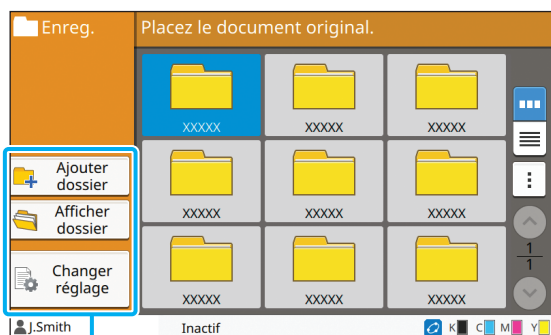 Enreg.
Placez le document original.
XXXXX XXXXX XXXXX
Ajouter
dossier
XXXXX XXXXX XXXXX
Afficher
dossier
Changer
réglage
XXXXX XXXXX XXXXX
1
1
J.Smith
Inactif
K C M Y